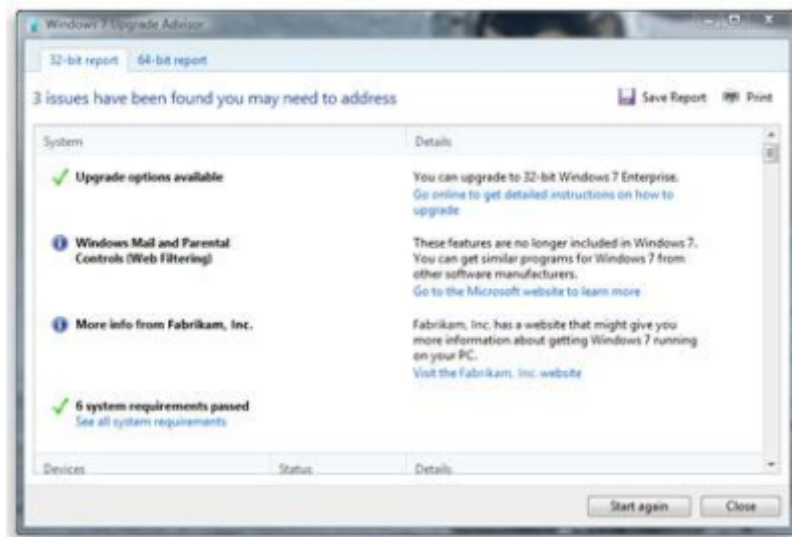 Windows 7 Upgrade Advisor
32-bit report 64-bit report
3 issues have been found you may need to address
Save Report Print
System Details
Upgrade options available
You can upgrade to 32-bit Windows 7 Enterprise.
Go online to get detailed instructions on how to
upgrade
Windows Mail and Parental
Controls (Web Filtering)
These features are no longer included in Windows 7.
You can get similar programs for Windows 7 from
other software manufacturers.
Go to the Microsoft website to learn more
More info from Fabrikam, Inc.
Fabrikam, Inc. has a website that might give you
more information about getting Windows 7 running
on your PC.
Visit the Fabrikam, Inc. website
6 system requirements passed
See all system requirements
Devices Status Details
Start again Close